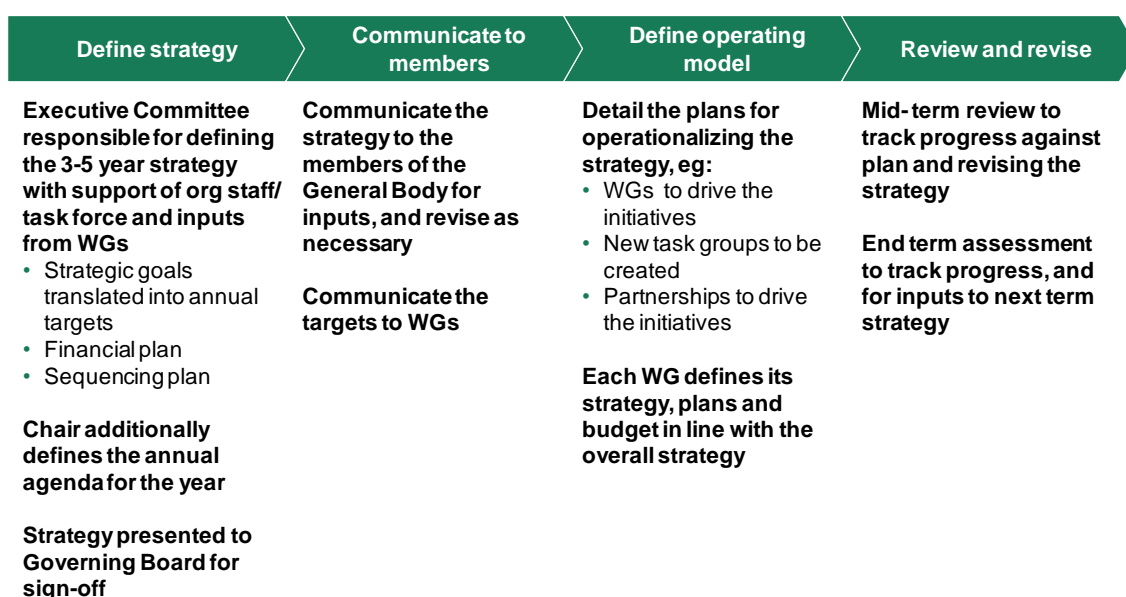 Define strategy
Communicate to
members
Define operating
model
Review and revise
Executive Committee
responsible for defining
the 3-5 year strategy
with support of org staff/
task force and inputs
from WGs
• Strategic goals
translated into annual
targets
• Financial plan
• Sequencing plan
Chair additionally
defines the annual
agenda for the year
Strategy presented to
Governing Board for
sign-off
Communicate the
strategy to the
members of the
General Body for
inputs, and revise as
necessary
Communicate the
targets to WGs
Detail the plans for
operationalizing the
strategy, eg:
• WGs to drive the
initiatives
• New task groups to be
created
• Partnerships to drive
the initiatives
Each WG defines its
strategy, plans and
budget in line with the
overall strategy
Mid-term review to
track progress against
plan and revising the
strategy
End term assessment
to track progress, and
for inputs to next term
strategy